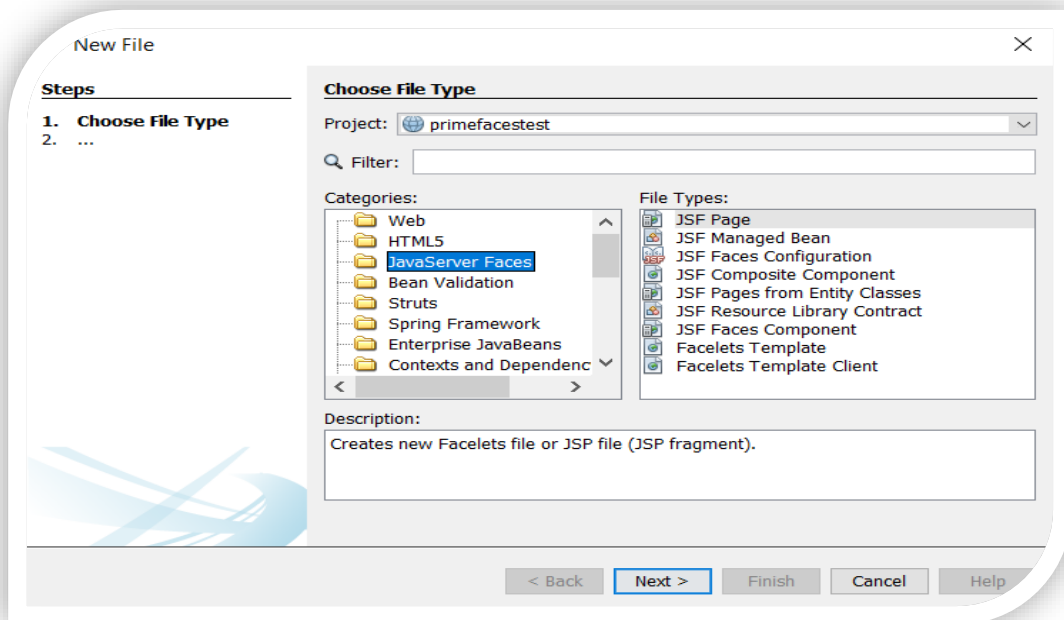 New File
Steps
1. Choose File Type
2. ...
Choose File Type
Project: primefacestest
Filter:
Categories:
Web
HTML5
JavaServer Faces
Bean Validation
Struts
Spring Framework
Enterprise JavaBeans
Contexts and Dependenc
File Types:
JSF Page
JSF Managed Bean
JSF Faces Configuration
JSF Composite Component
JSF Pages from Entity Classes
JSF Resource Library Contract
JSF Faces Component
Facelets Template
Facelets Template Client
Description:
Creates new Facelets file or JSP file (JSP fragment).
< Back Next > Finish Cancel Help